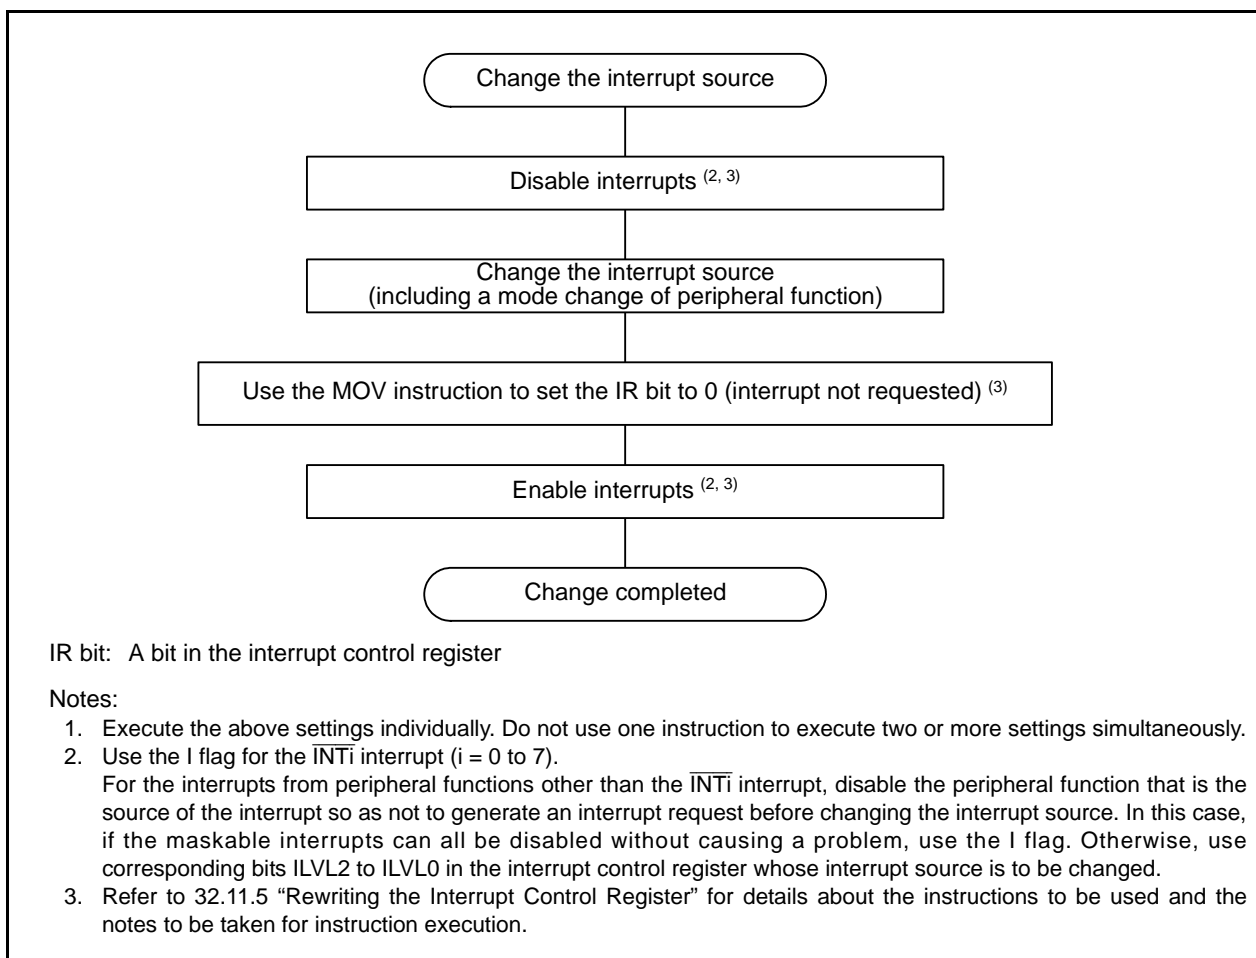 Change the interrupt source
Disable interrupts (2, 3)
Change the interrupt source
(including a mode change of peripheral function)
Use the MOV instruction to set the IR bit to 0 (interrupt not requested) (3)
Enable interrupts (2, 3)
Change completed
IR bit: A bit in the interrupt control register
Notes:
1. Execute the above settings individually. Do not use one instruction to execute two or more settings simultaneously.
2. Use the I flag for the INTi interrupt (i = 0 to 7).
For the interrupts from peripheral functions other than the INTi interrupt, disable the peripheral function that is the
source of the interrupt so as not to generate an interrupt request before changing the interrupt source. In this case,
if the maskable interrupts can all be disabled without causing a problem, use the I flag. Otherwise, use
corresponding bits ILVL2 to ILVL0 in the interrupt control register whose interrupt source is to be changed.
3. Refer to 32.11.5 “Rewriting the Interrupt Control Register” for details about the instructions to be used and the
notes to be taken for instruction execution.